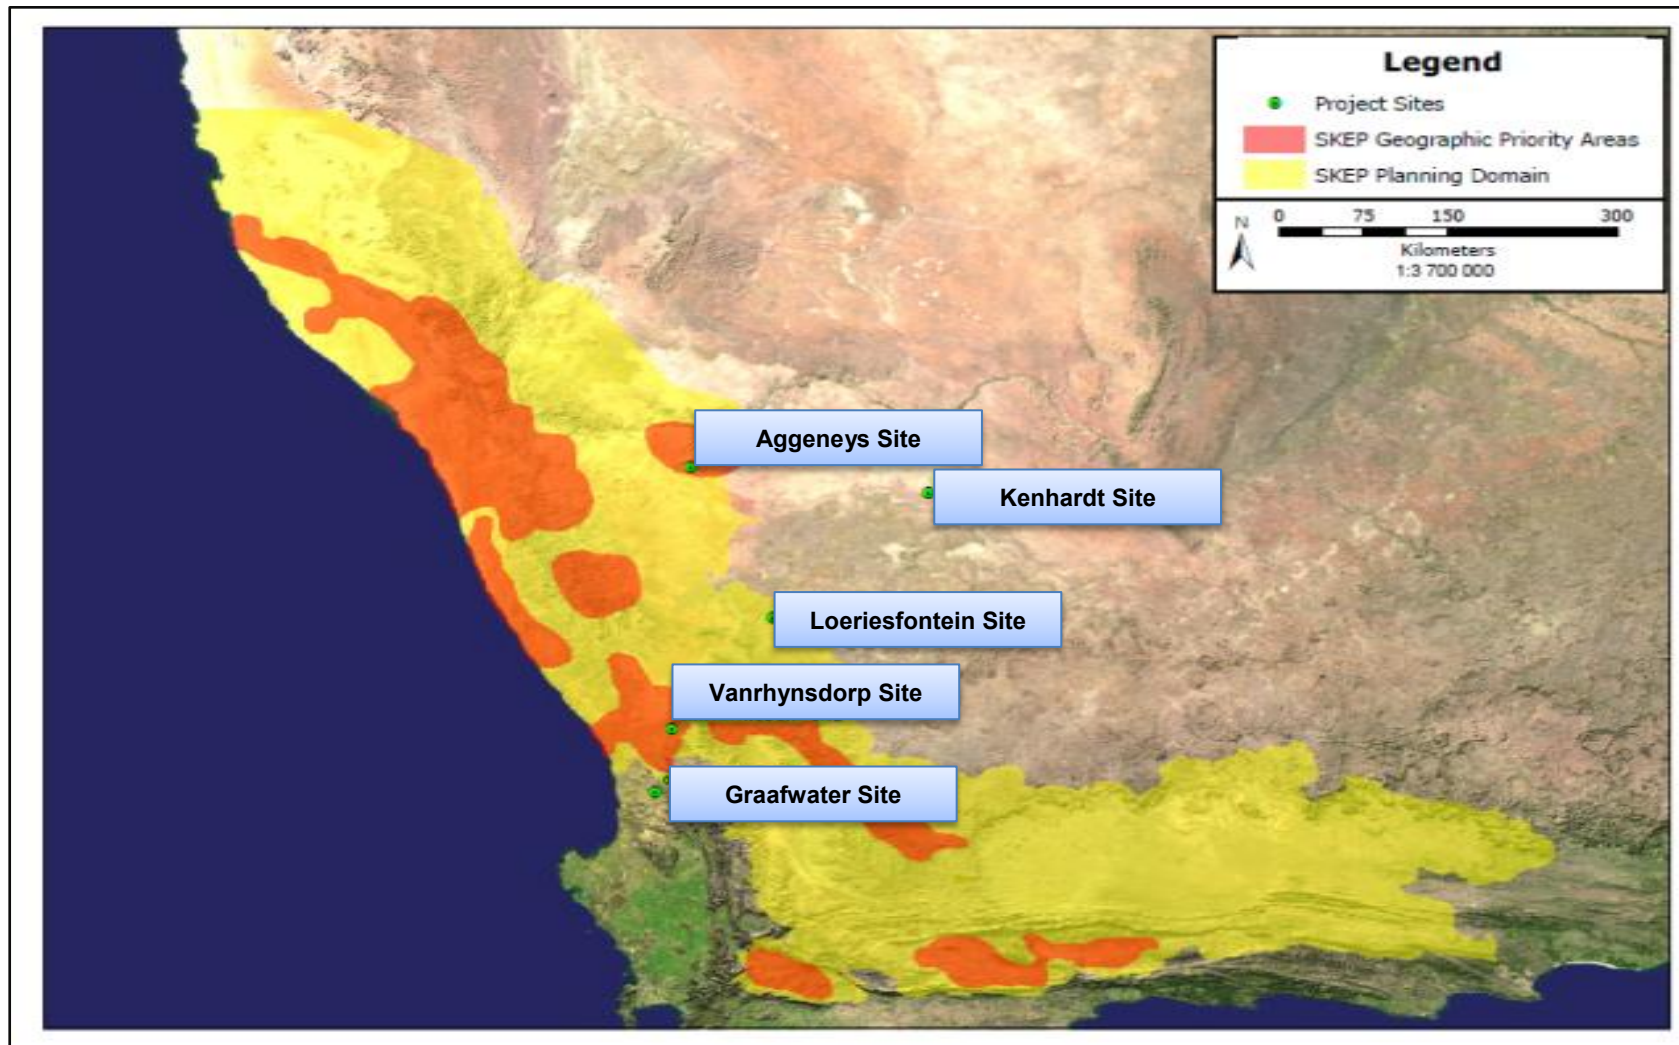 Legend
Project Sites
SKEP Geographic Priority Areas
SKEP Planning Domain
N
0 75 150 300
Kilometers
1:3 700 000
Aggeneys Site
Kenhardt Site
Loeriesfontein Site
Vanrhynsdorp Site
Graafwater Site